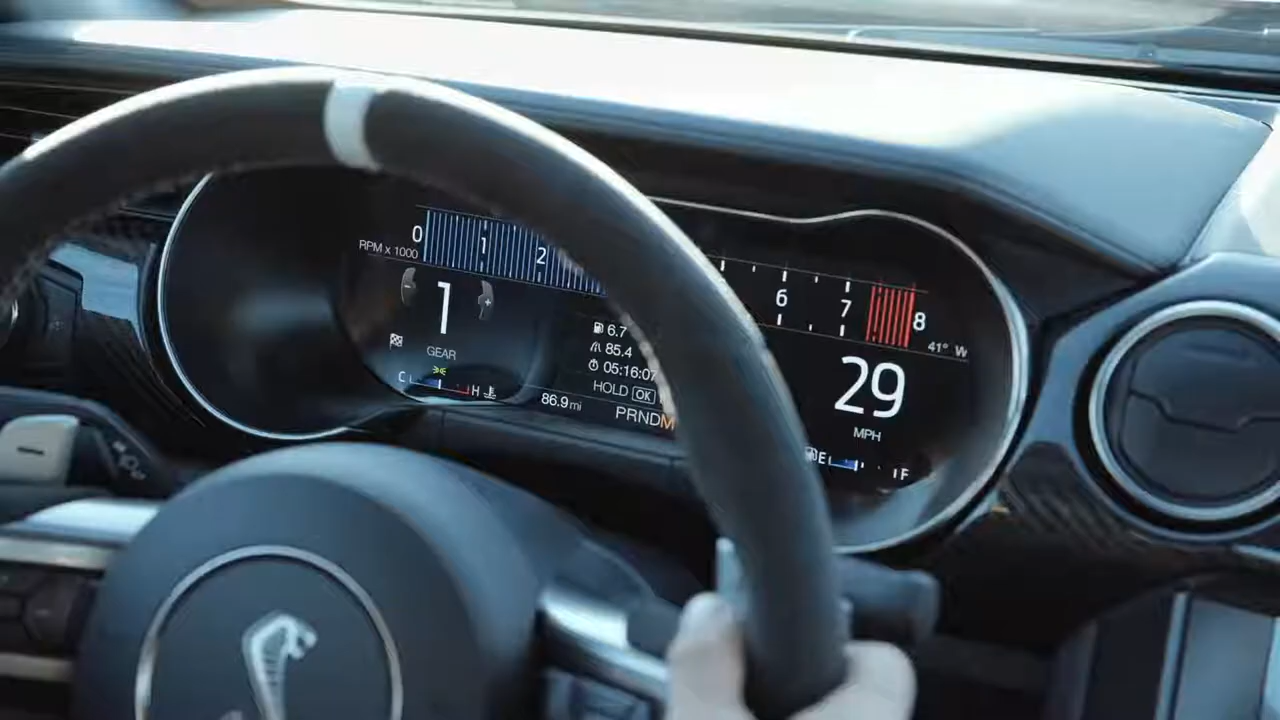 0 1 2 6 7 8
RPM x 1000
41° W
- 1 +
GEAR
C H
86.9 mi
6.7
85.4
05:16:07
HOLD OK
PRNDM
29
MPH
E F